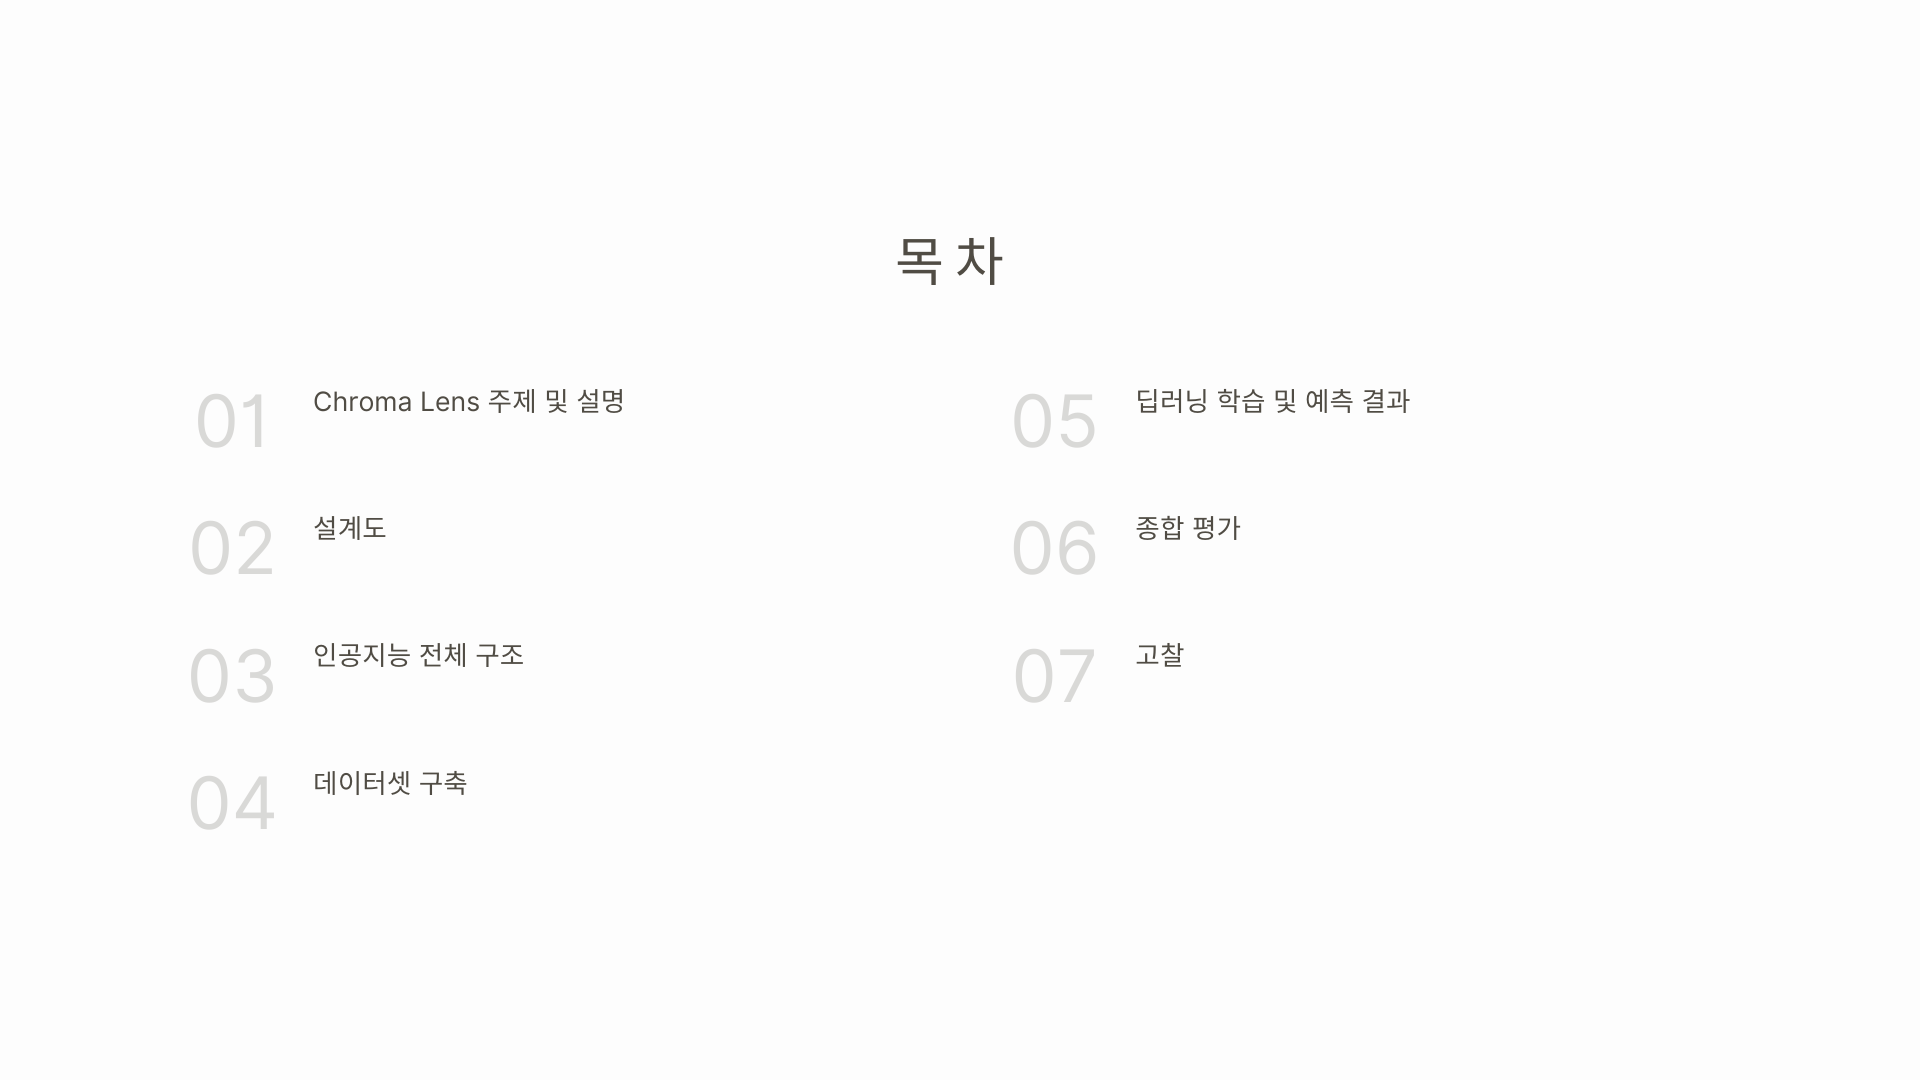 목 차
01 Chroma Lens 주제 및 설명
02 설계도
03 인공지능 전체 구조
04 데이터셋 구축
05 딥러닝 학습 및 예측 결과
06 종합 평가
07 고찰